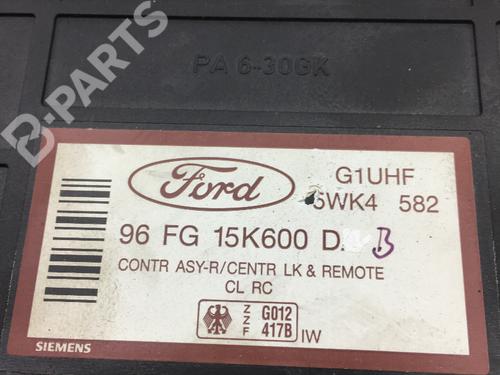 PA 6-30GK
B-PARTS
Ford
G1UHF
5WK4 582
96 FG 15K600 D. B
CONTR ASY-R/CENTR LK & REMOTE
CL RC
Z Z F
G012
417B
IW
SIEMENS